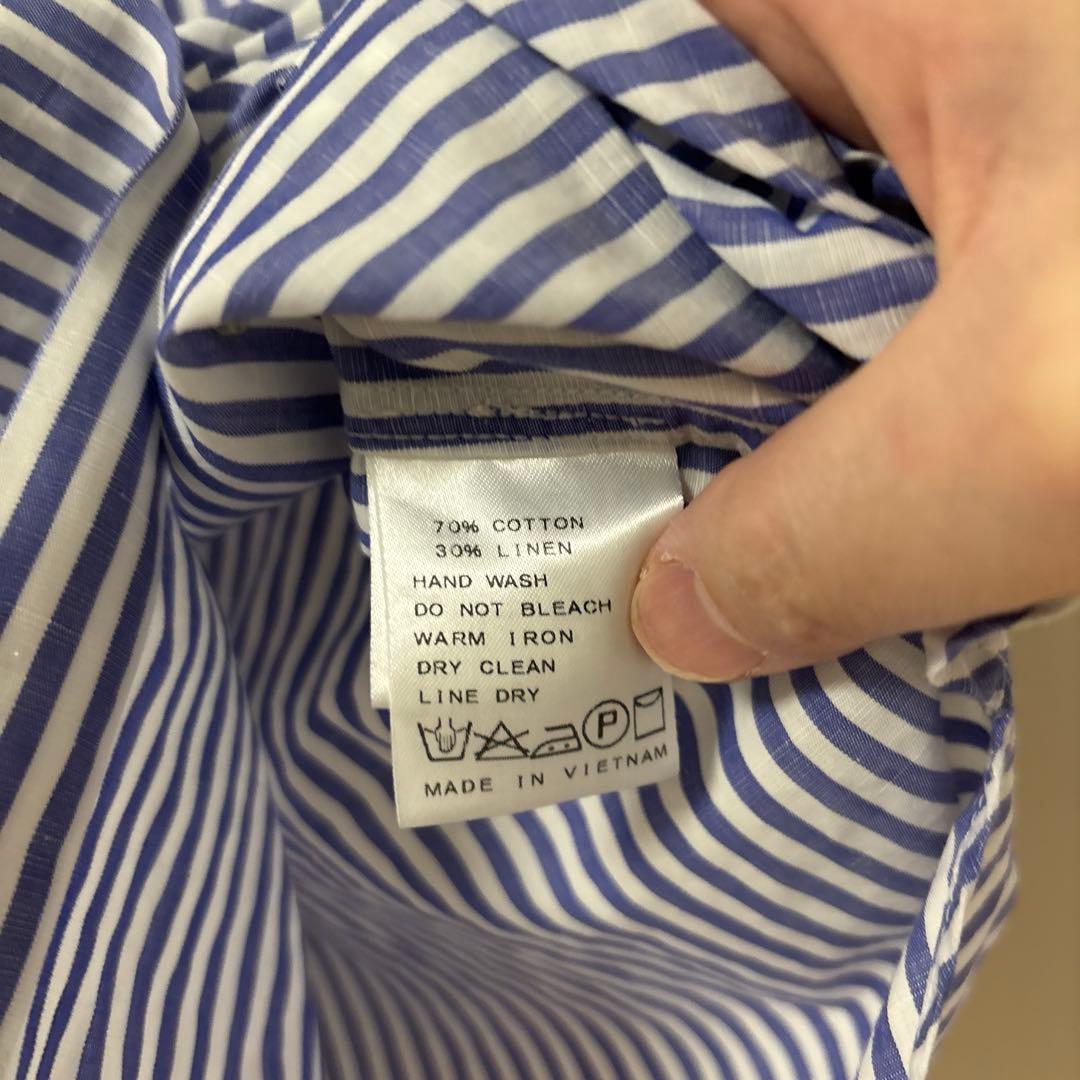 70% COTTON
30% LINEN
HAND WASH
DO NOT BLEACH
WARM IRON
DRY CLEAN
LINE DRY
P
MADE IN VIETNAM